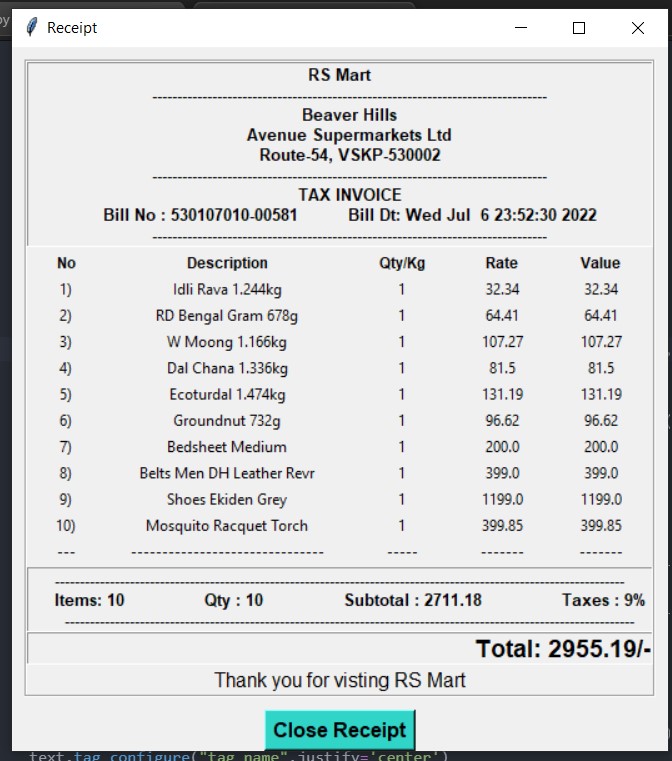 Receipt
RS Mart
Beaver Hills
Avenue Supermarkets Ltd
Route-54, VSKP-530002
TAX INVOICE
Bill No : 530107010-00581 Bill Dt: Wed Jul 6 23:52:30 2022
No Description Qty/Kg Rate Value
1) Idli Rava 1.244kg 1 32.34 32.34
2) RD Bengal Gram 678g 1 64.41 64.41
3) W Moong 1.166kg 1 107.27 107.27
4) Dal Chana 1.336kg 1 81.5 81.5
5) Ecoturdal 1.474kg 1 131.19 131.19
6) Groundnut 732g 1 96.62 96.62
7) Bedsheet Medium 1 200.0 200.0
8) Belts Men DH Leather Revr 1 399.0 399.0
9) Shoes Ekiden Grey 1 1199.0 1199.0
10) Mosquito Racquet Torch 1 399.85 399.85
--- ------------------------------ ----- ------- -------
Items: 10 Qty : 10 Subtotal : 2711.18 Taxes : 9%
Total: 2955.19/-
Thank you for visting RS Mart
Close Receipt
text.tag_configure("tag_name",justify='center')